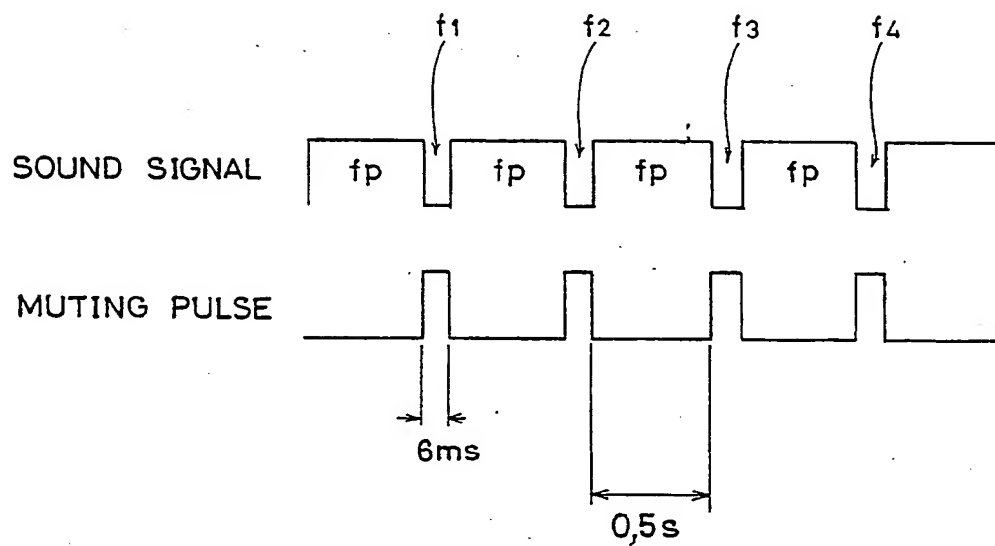 f1 f2 f3 f4
SOUND SIGNAL fp fp fp fp
MUTING PULSE
6ms
0,5s